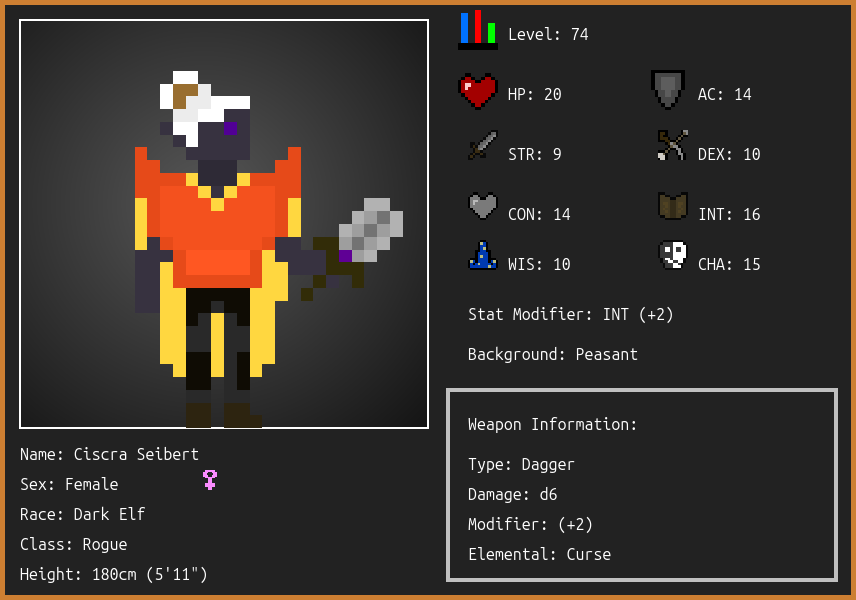 Level: 74
HP: 20
AC: 14
STR: 9
DEX: 10
CON: 14
INT: 16
WIS: 10
CHA: 15
Stat Modifier: INT (+2)
Background: Peasant
Weapon Information:
Type: Dagger
Damage: d6
Modifier: (+2)
Elemental: Curse
Name: Ciscra Seibert
Sex: Female
Race: Dark Elf
Class: Rogue
Height: 180cm (5'11")